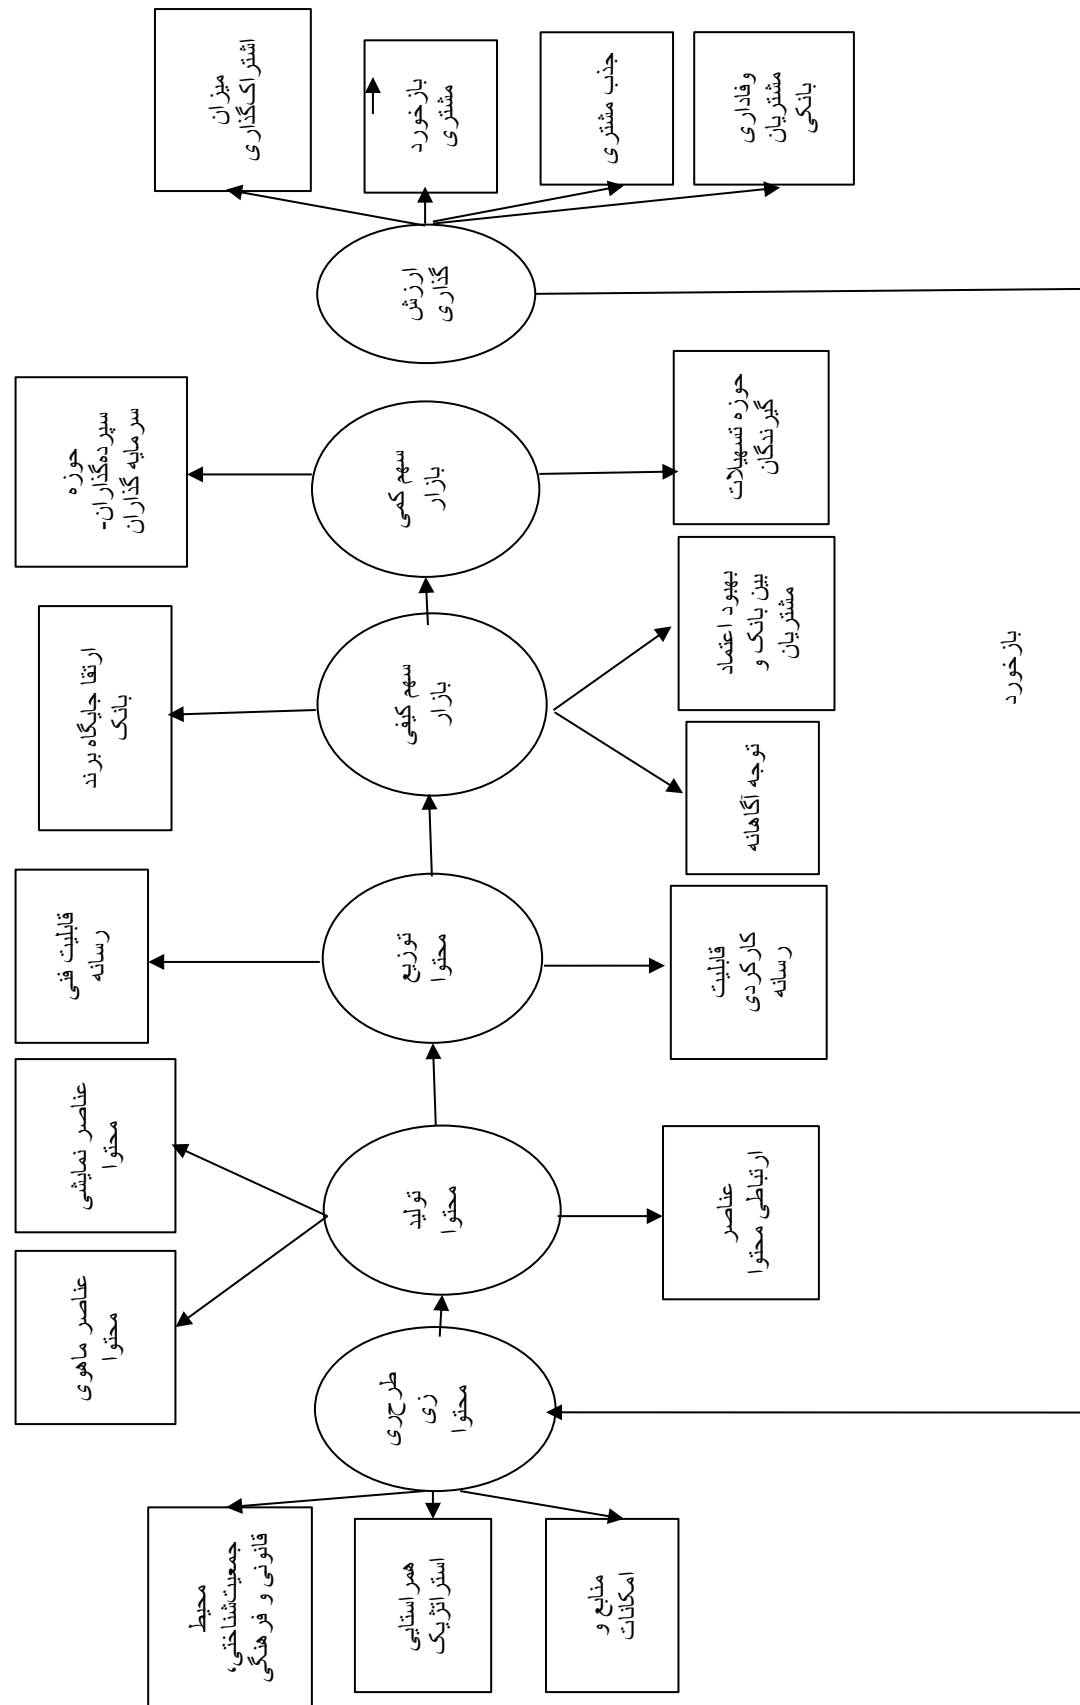 میزان
اشتراک‌گذاری
بازخورد
مشتری
جذب مشتری
وفاداری
مشتریان
بانکی
ارزش
گذاری
حوزه
سپرده‌گذاران-
سرمایه گذاران
سهم کمی
بازار
حوزه تسهیلات
گیرندگان
ارتقا جایگاه برند
بانک
سهم کیفی
بازار
بهبود اعتماد
بین بانک و
مشتریان
توجه آگاهانه
بازخورد
قابلیت فنی
رسانه
توزیع
محتوا
قابلیت
کارکردی
رسانه
عناصر نمایشی
محتوا
عناصر ماهوی
محتوا
تولید
محتوا
عناصر
ارتباطی محتوا
طرح‌ری
زی
محتوا
محیط
جمعیت‌شناختی،
قانونی و فرهنگی
همراستایی
استراتژیک
منابع و
امکانات